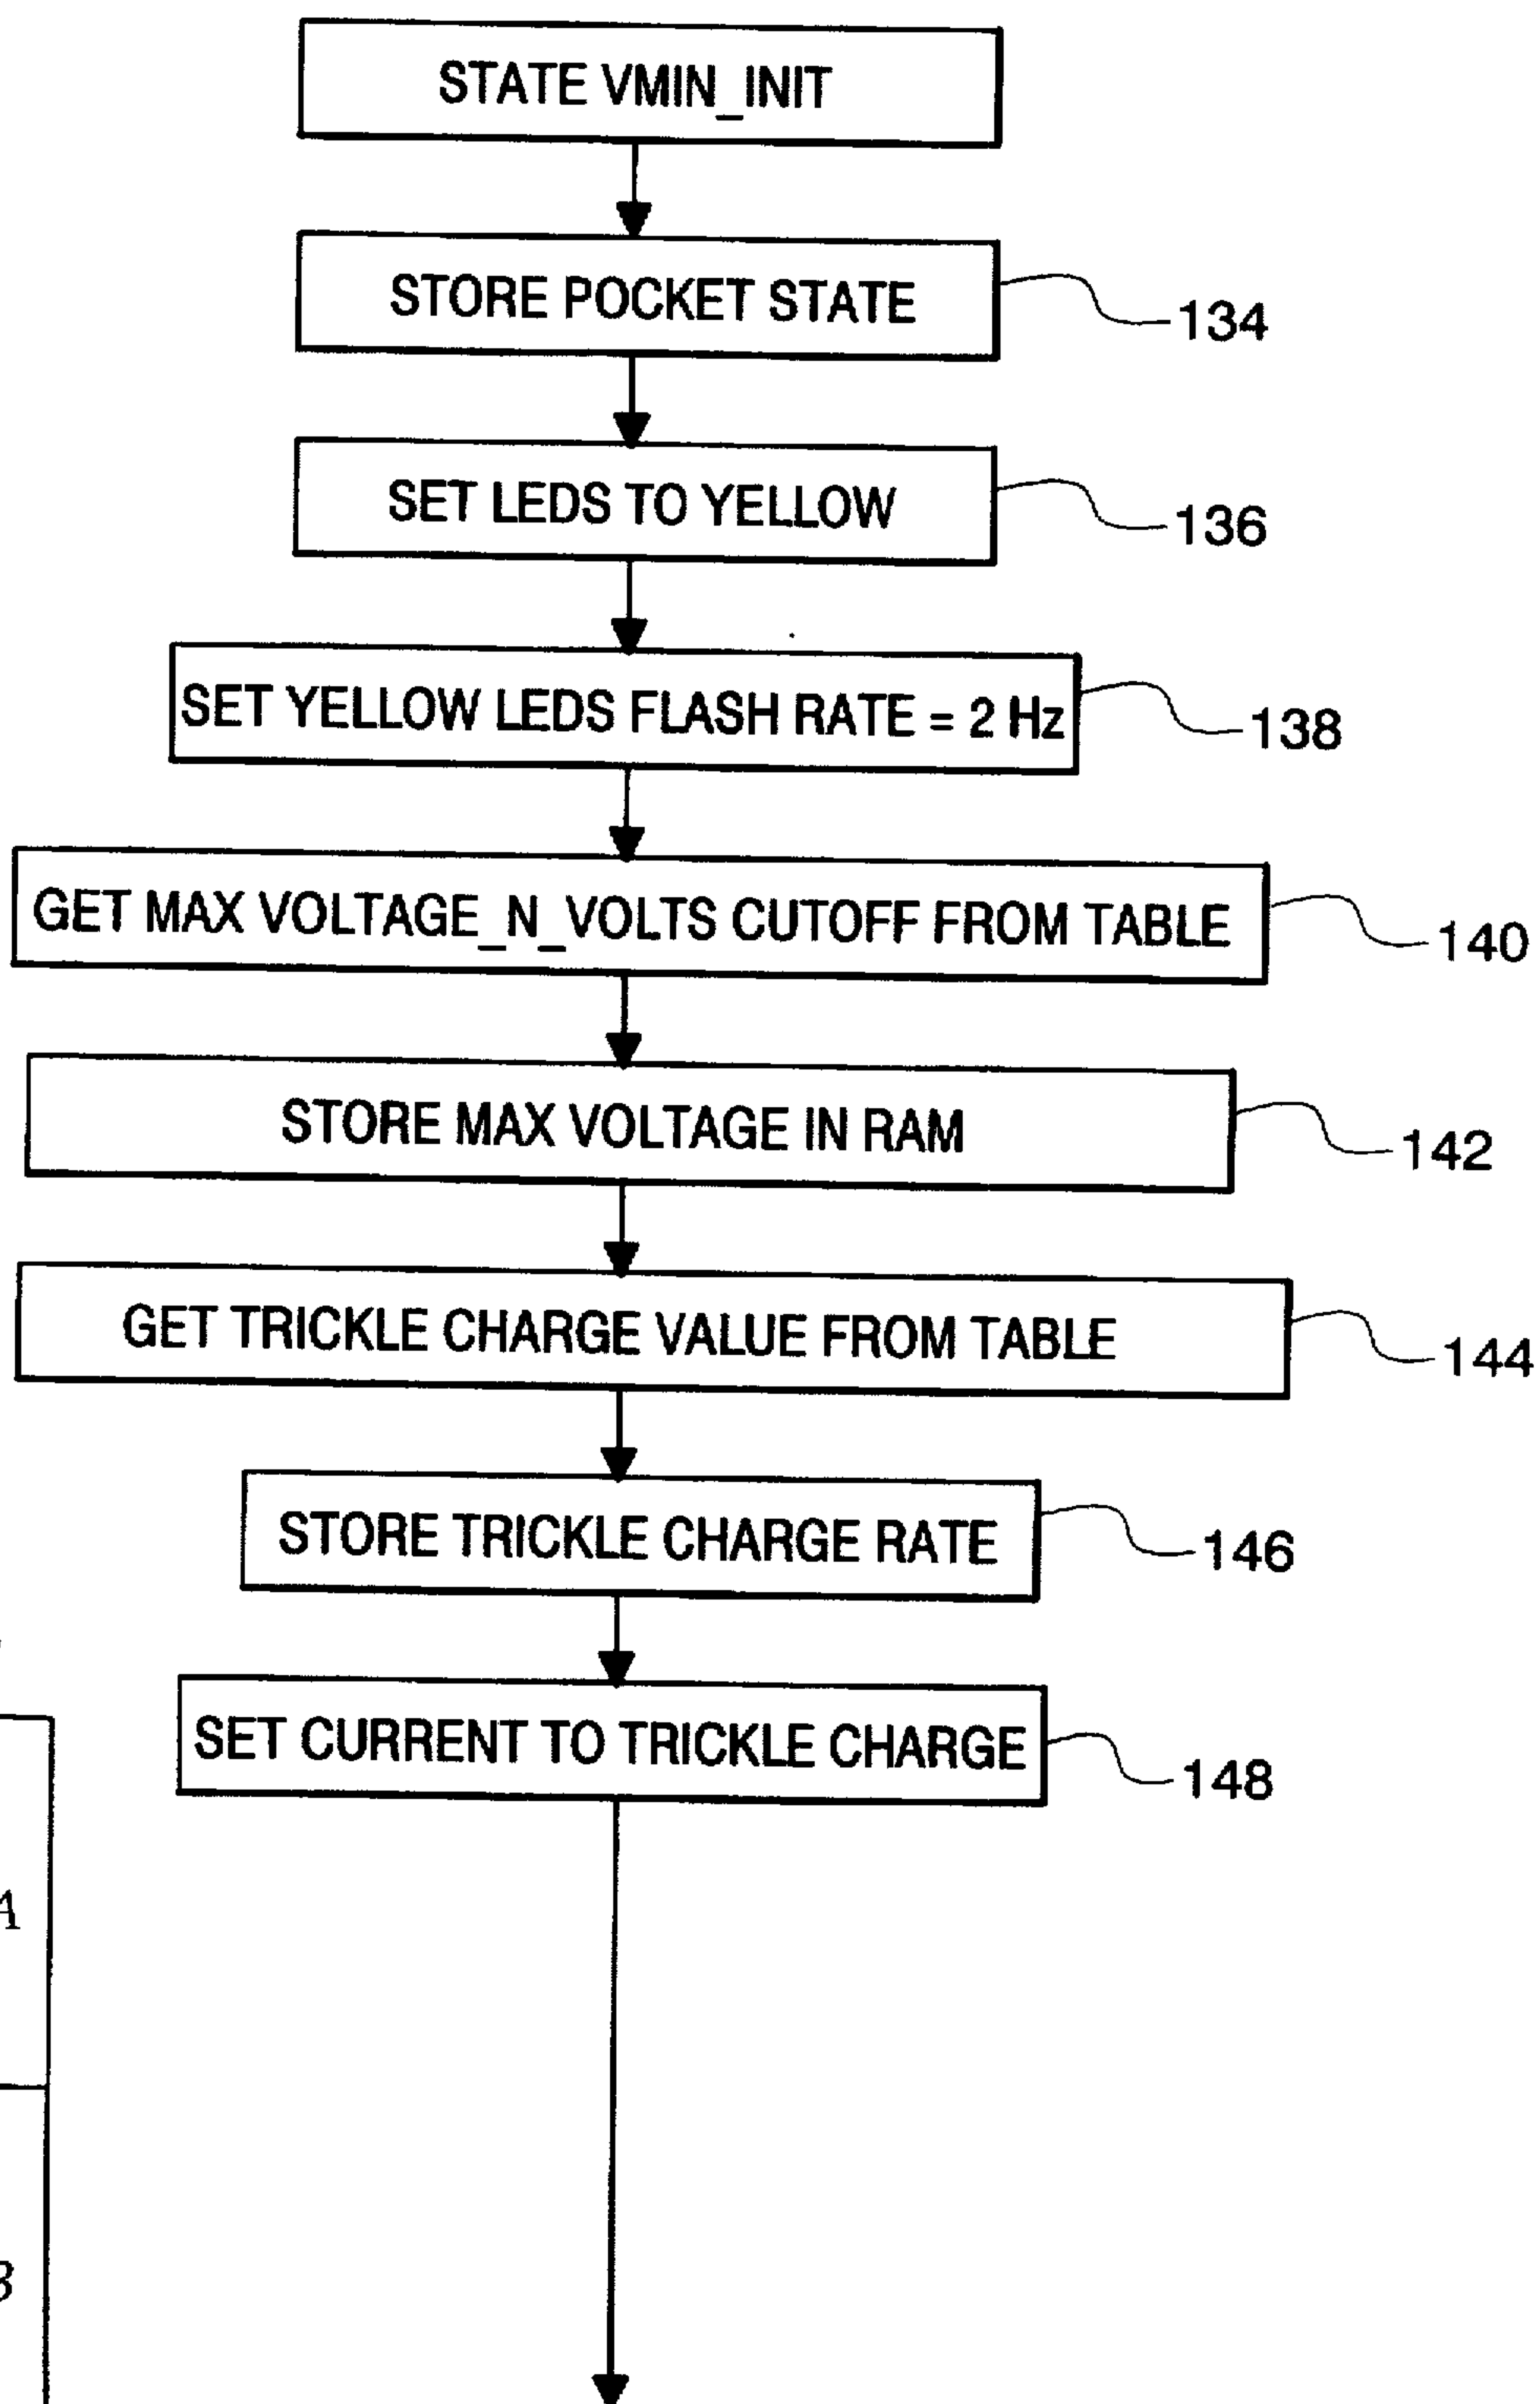 STATE VMIN_INIT
STORE POCKET STATE
134
SET LEDS TO YELLOW
136
SET YELLOW LEDS FLASH RATE = 2 Hz
138
GET MAX VOLTAGE_N_VOLTS CUTOFF FROM TABLE
140
STORE MAX VOLTAGE IN RAM
142
GET TRICKLE CHARGE VALUE FROM TABLE
144
STORE TRICKLE CHARGE RATE
146
SET CURRENT TO TRICKLE CHARGE
148
A
B